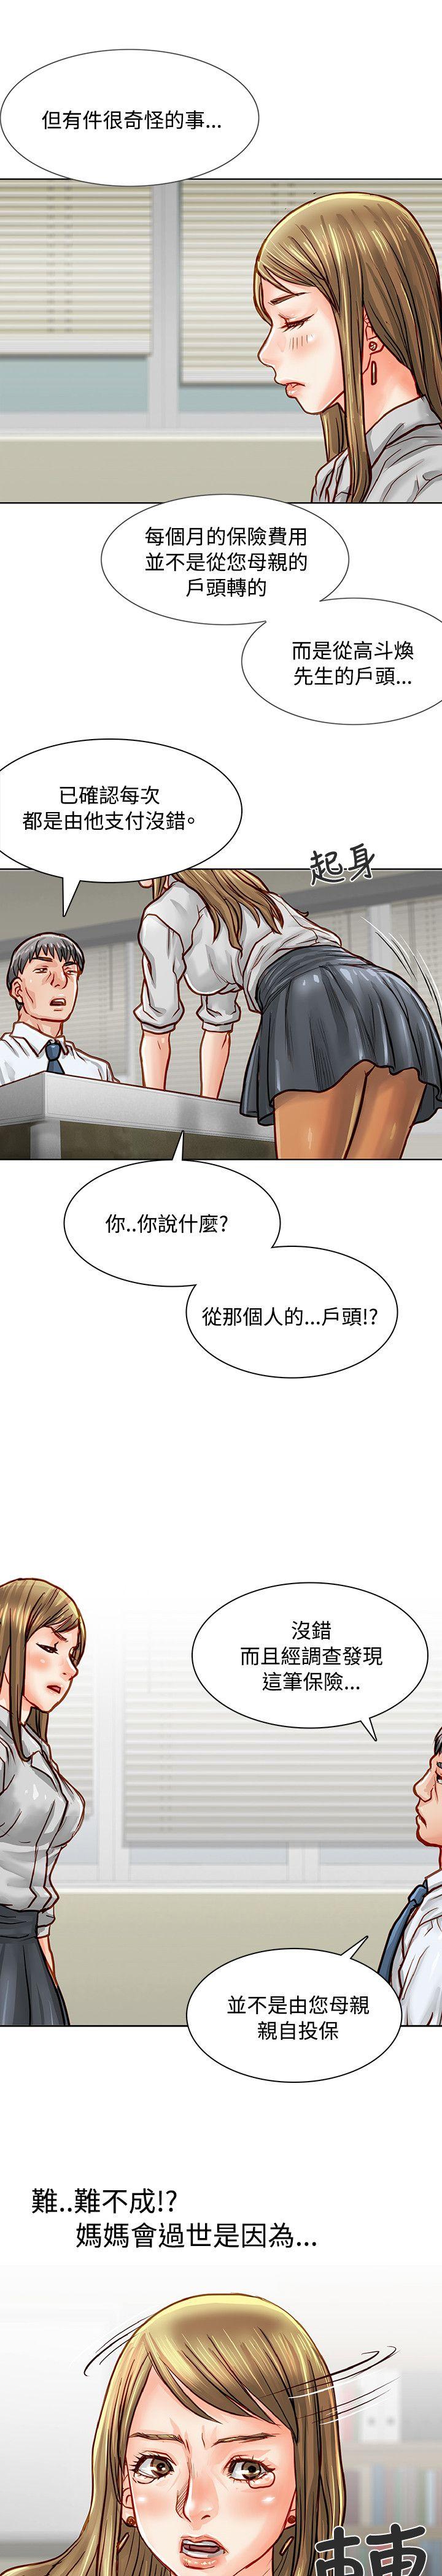 但有件很奇怪的事...
每個月的保險費用
並不是從您母親的
戶頭轉的
而是從高斗煥
先生的戶頭...
已確認每次
都是由他支付沒錯。
起身
你..你說什麼?
從那個人的...戶頭!?
沒錯
而且經調查發現
這筆保險...
並不是由您母親
親自投保
難..難不成!?
媽媽會過世是因為...